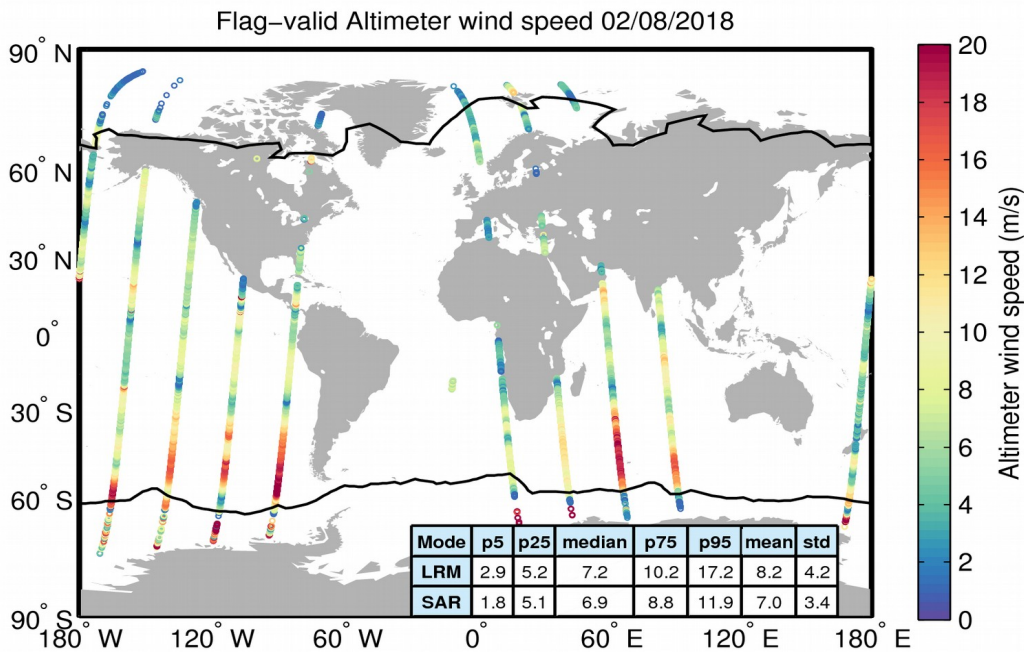 Flag−valid Altimeter wind speed 02/08/2018
90° N
60° N
30° N
0°
30° S
60° S
90° S
180° W
120° W
60° W
0°
60° E
120° E
180° E
Mode p5 p25 median p75 p95 mean std
LRM 2.9 5.2 7.2 10.2 17.2 8.2 4.2
SAR 1.8 5.1 6.9 8.8 11.9 7.0 3.4
20
18
16
14
12
10
8
6
4
2
0
Altimeter wind speed (m/s)